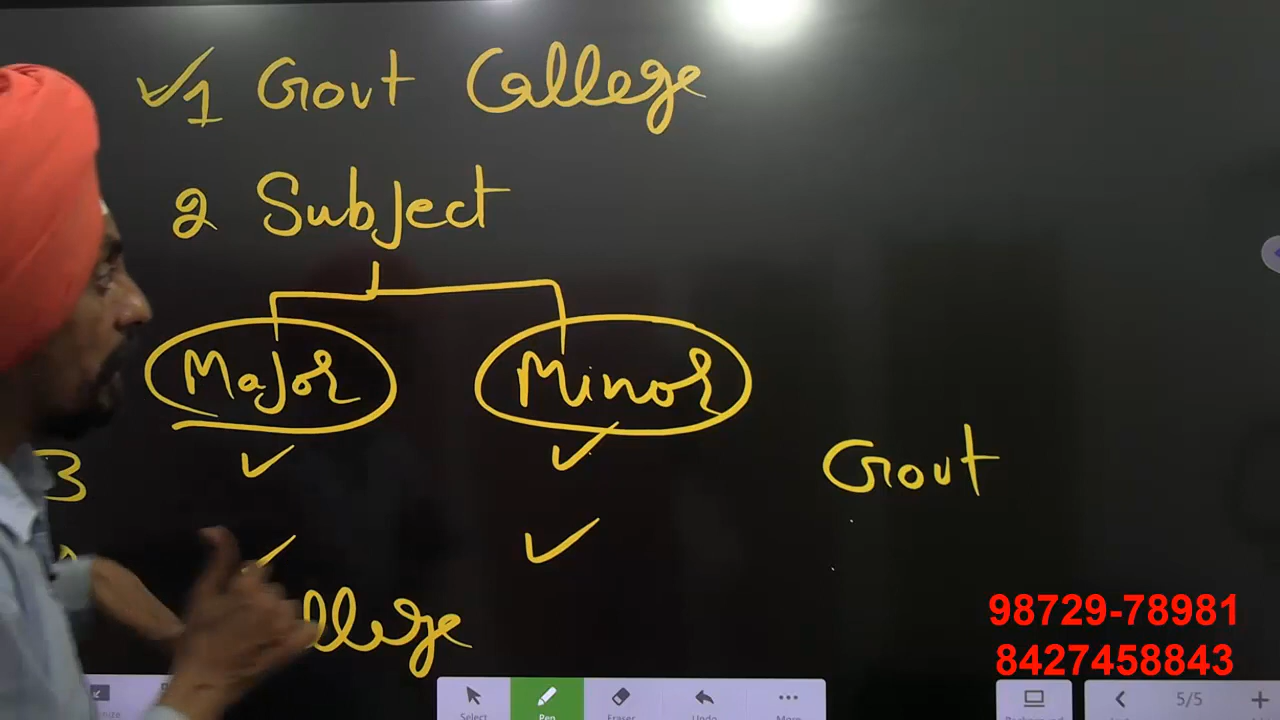 1 Govt College
2 Subject
Major Minor
3
Govt
98729-78981
8427458843
Select Pen Eraser Undo More
5/5